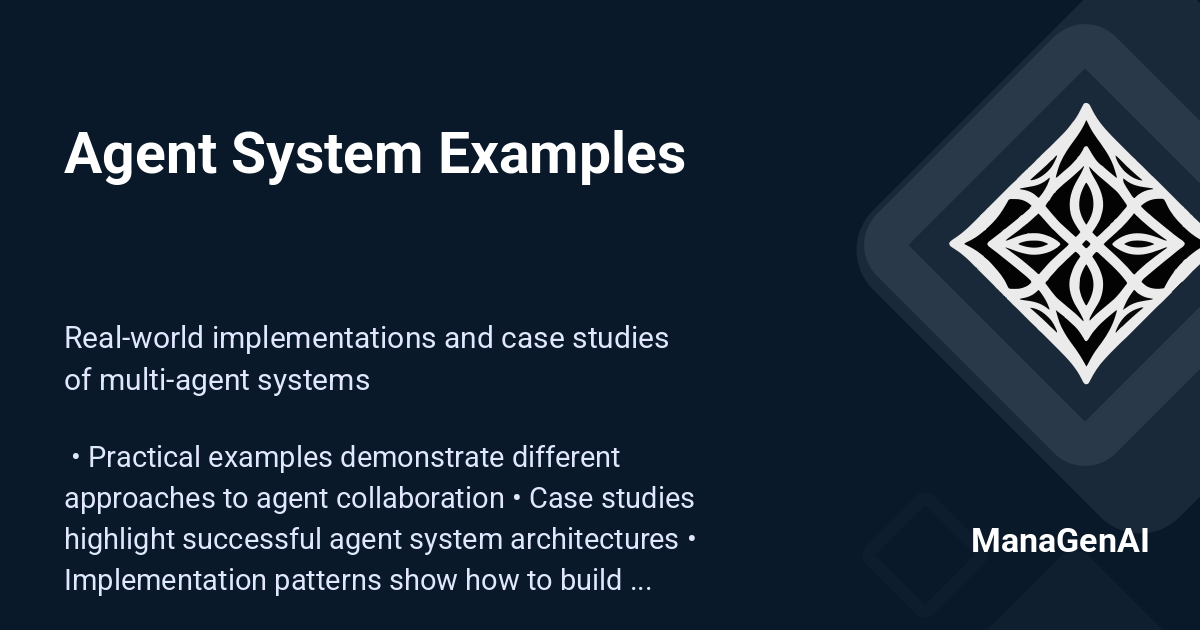 Agent System Examples
Real-world implementations and case studies
of multi-agent systems
• Practical examples demonstrate different
approaches to agent collaboration • Case studies
highlight successful agent system architectures •
Implementation patterns show how to build ...
ManaGenAI